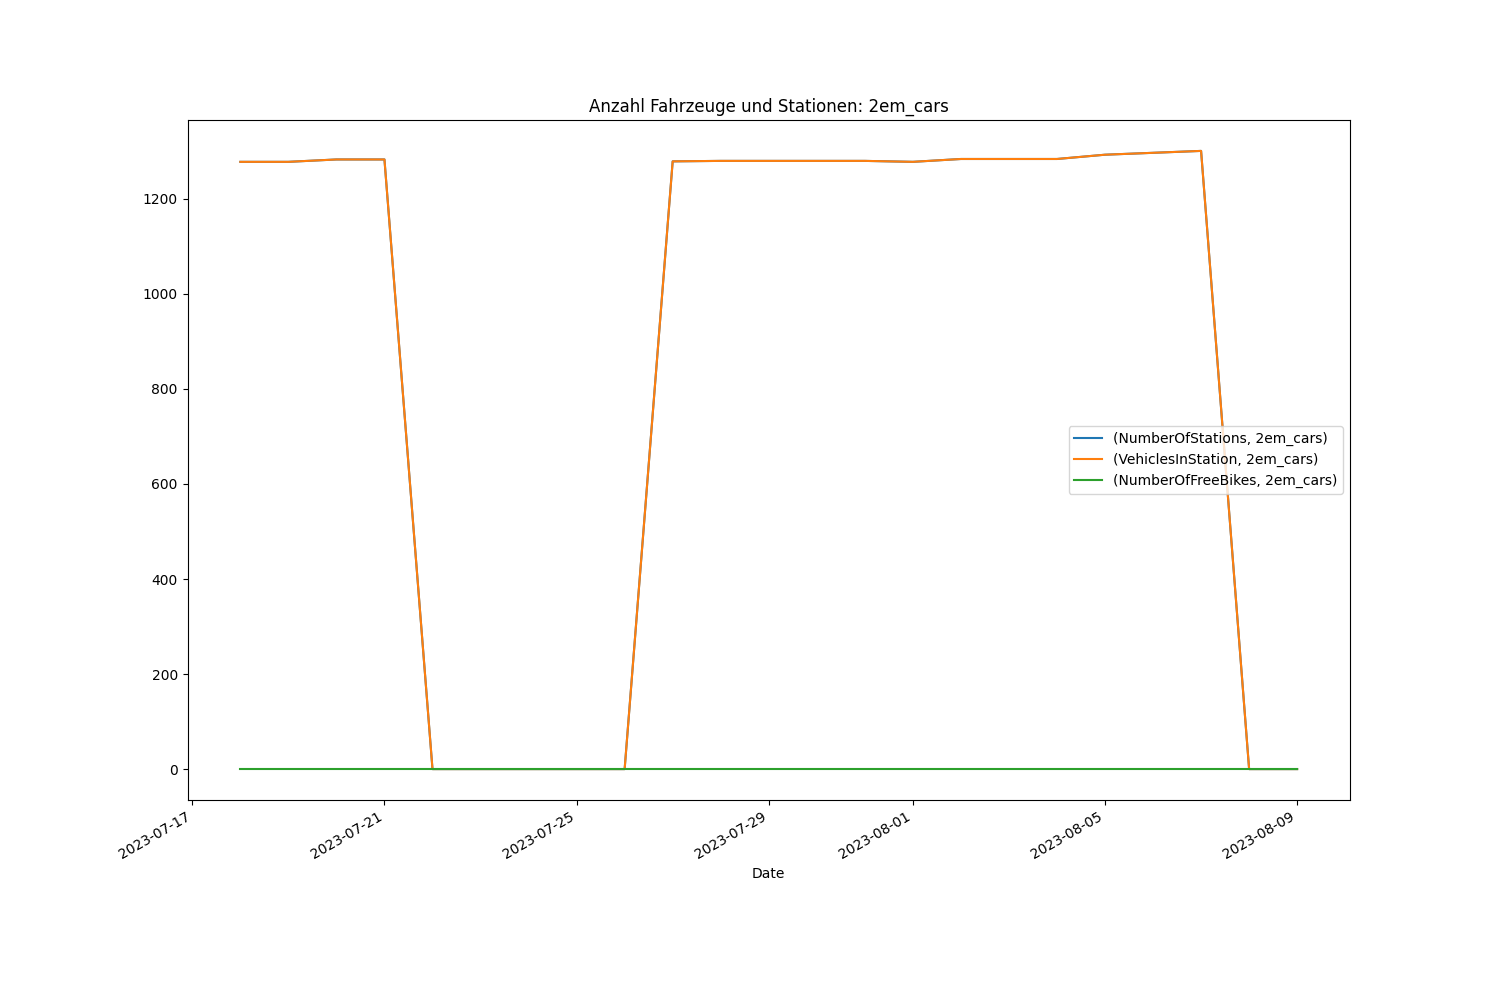 Anzahl Fahrzeuge und Stationen: 2em_cars
1200
1000
800
600
400
200
0
(NumberOfStations, 2em_cars)
(VehiclesInStation, 2em_cars)
(NumberOfFreeBikes, 2em_cars)
2023-07-17
2023-07-21
2023-07-25
2023-07-29
2023-08-01
2023-08-05
2023-08-09
Date